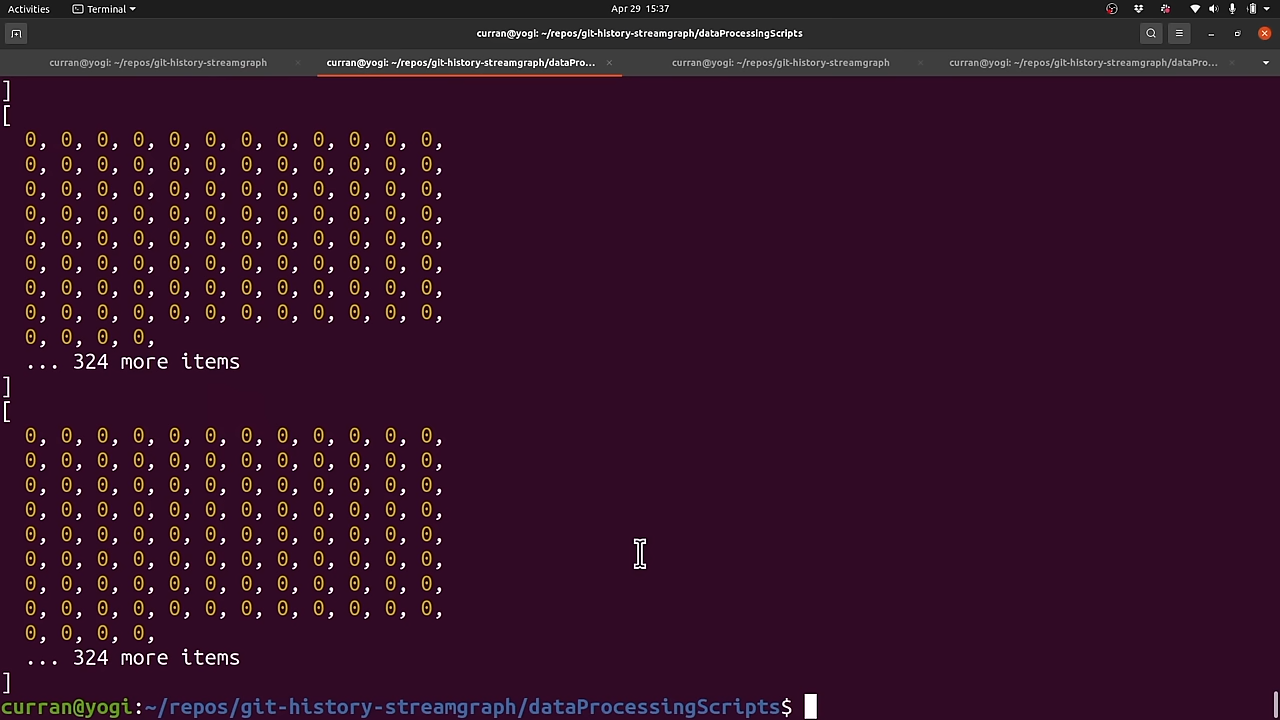 Activities
Terminal
Apr 29 15:37
curran@yogi: ~/repos/git-history-streamgraph/dataProcessingScripts
curran@yogi: ~/repos/git-history-streamgraph
curran@yogi: ~/repos/git-history-streamgraph/dataPro...
curran@yogi: ~/repos/git-history-streamgraph
curran@yogi: ~/repos/git-history-streamgraph/dataPro...
]
[
0, 0, 0, 0, 0, 0, 0, 0, 0, 0, 0, 0,
0, 0, 0, 0, 0, 0, 0, 0, 0, 0, 0, 0,
0, 0, 0, 0, 0, 0, 0, 0, 0, 0, 0, 0,
0, 0, 0, 0, 0, 0, 0, 0, 0, 0, 0, 0,
0, 0, 0, 0, 0, 0, 0, 0, 0, 0, 0, 0,
0, 0, 0, 0, 0, 0, 0, 0, 0, 0, 0, 0,
0, 0, 0, 0, 0, 0, 0, 0, 0, 0, 0, 0,
0, 0, 0, 0, 0, 0, 0, 0, 0, 0, 0, 0,
0, 0, 0, 0,
... 324 more items
]
[
0, 0, 0, 0, 0, 0, 0, 0, 0, 0, 0, 0,
0, 0, 0, 0, 0, 0, 0, 0, 0, 0, 0, 0,
0, 0, 0, 0, 0, 0, 0, 0, 0, 0, 0, 0,
0, 0, 0, 0, 0, 0, 0, 0, 0, 0, 0, 0,
0, 0, 0, 0, 0, 0, 0, 0, 0, 0, 0, 0,
0, 0, 0, 0, 0, 0, 0, 0, 0, 0, 0, 0,
0, 0, 0, 0, 0, 0, 0, 0, 0, 0, 0, 0,
0, 0, 0, 0, 0, 0, 0, 0, 0, 0, 0, 0,
0, 0, 0, 0,
... 324 more items
]
curran@yogi:~/repos/git-history-streamgraph/dataProcessingScripts$